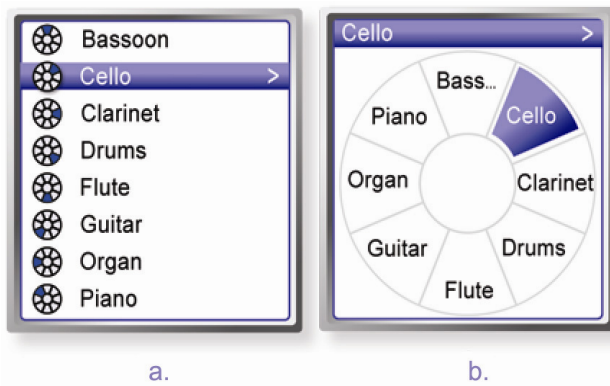 Bassoon
Cello >
Clarinet
Drums
Flute
Guitar
Organ
Piano
a.
Cello >
Bass...
Cello
Piano
Organ
Clarinet
Guitar
Drums
Flute
b.